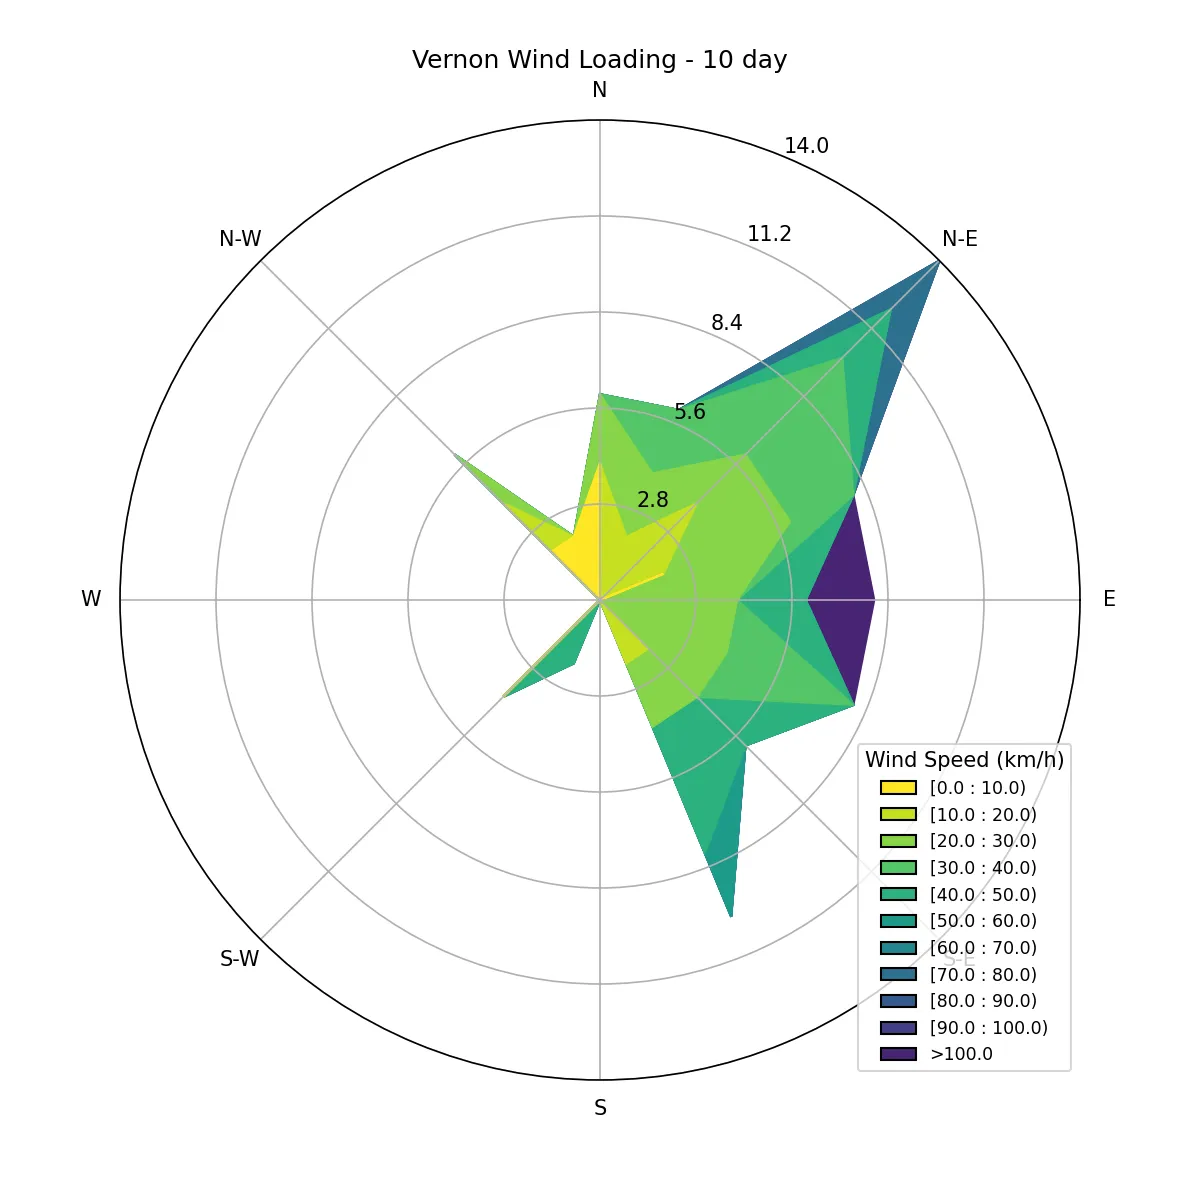 Vernon Wind Loading - 10 day
N
14.0
11.2
N-W
N-E
8.4
5.6
2.8
W
E
Wind Speed (km/h)
[0.0 : 10.0)
[10.0 : 20.0)
[20.0 : 30.0)
[30.0 : 40.0)
[40.0 : 50.0)
[50.0 : 60.0)
[60.0 : 70.0)
S-W
S-E
[70.0 : 80.0)
[80.0 : 90.0)
[90.0 : 100.0)
>100.0
S